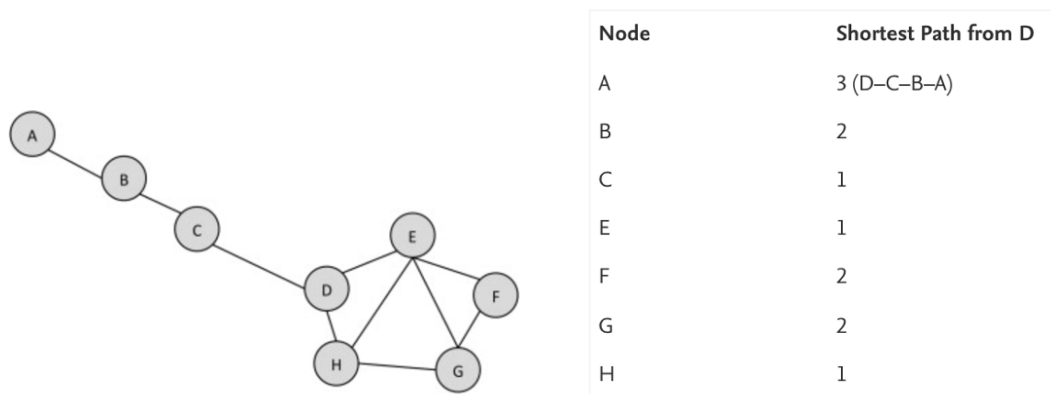 A
B
C
D
E
F
G
H
Node Shortest Path from D
A 3 (D–C–B–A)
B 2
C 1
E 1
F 2
G 2
H 1